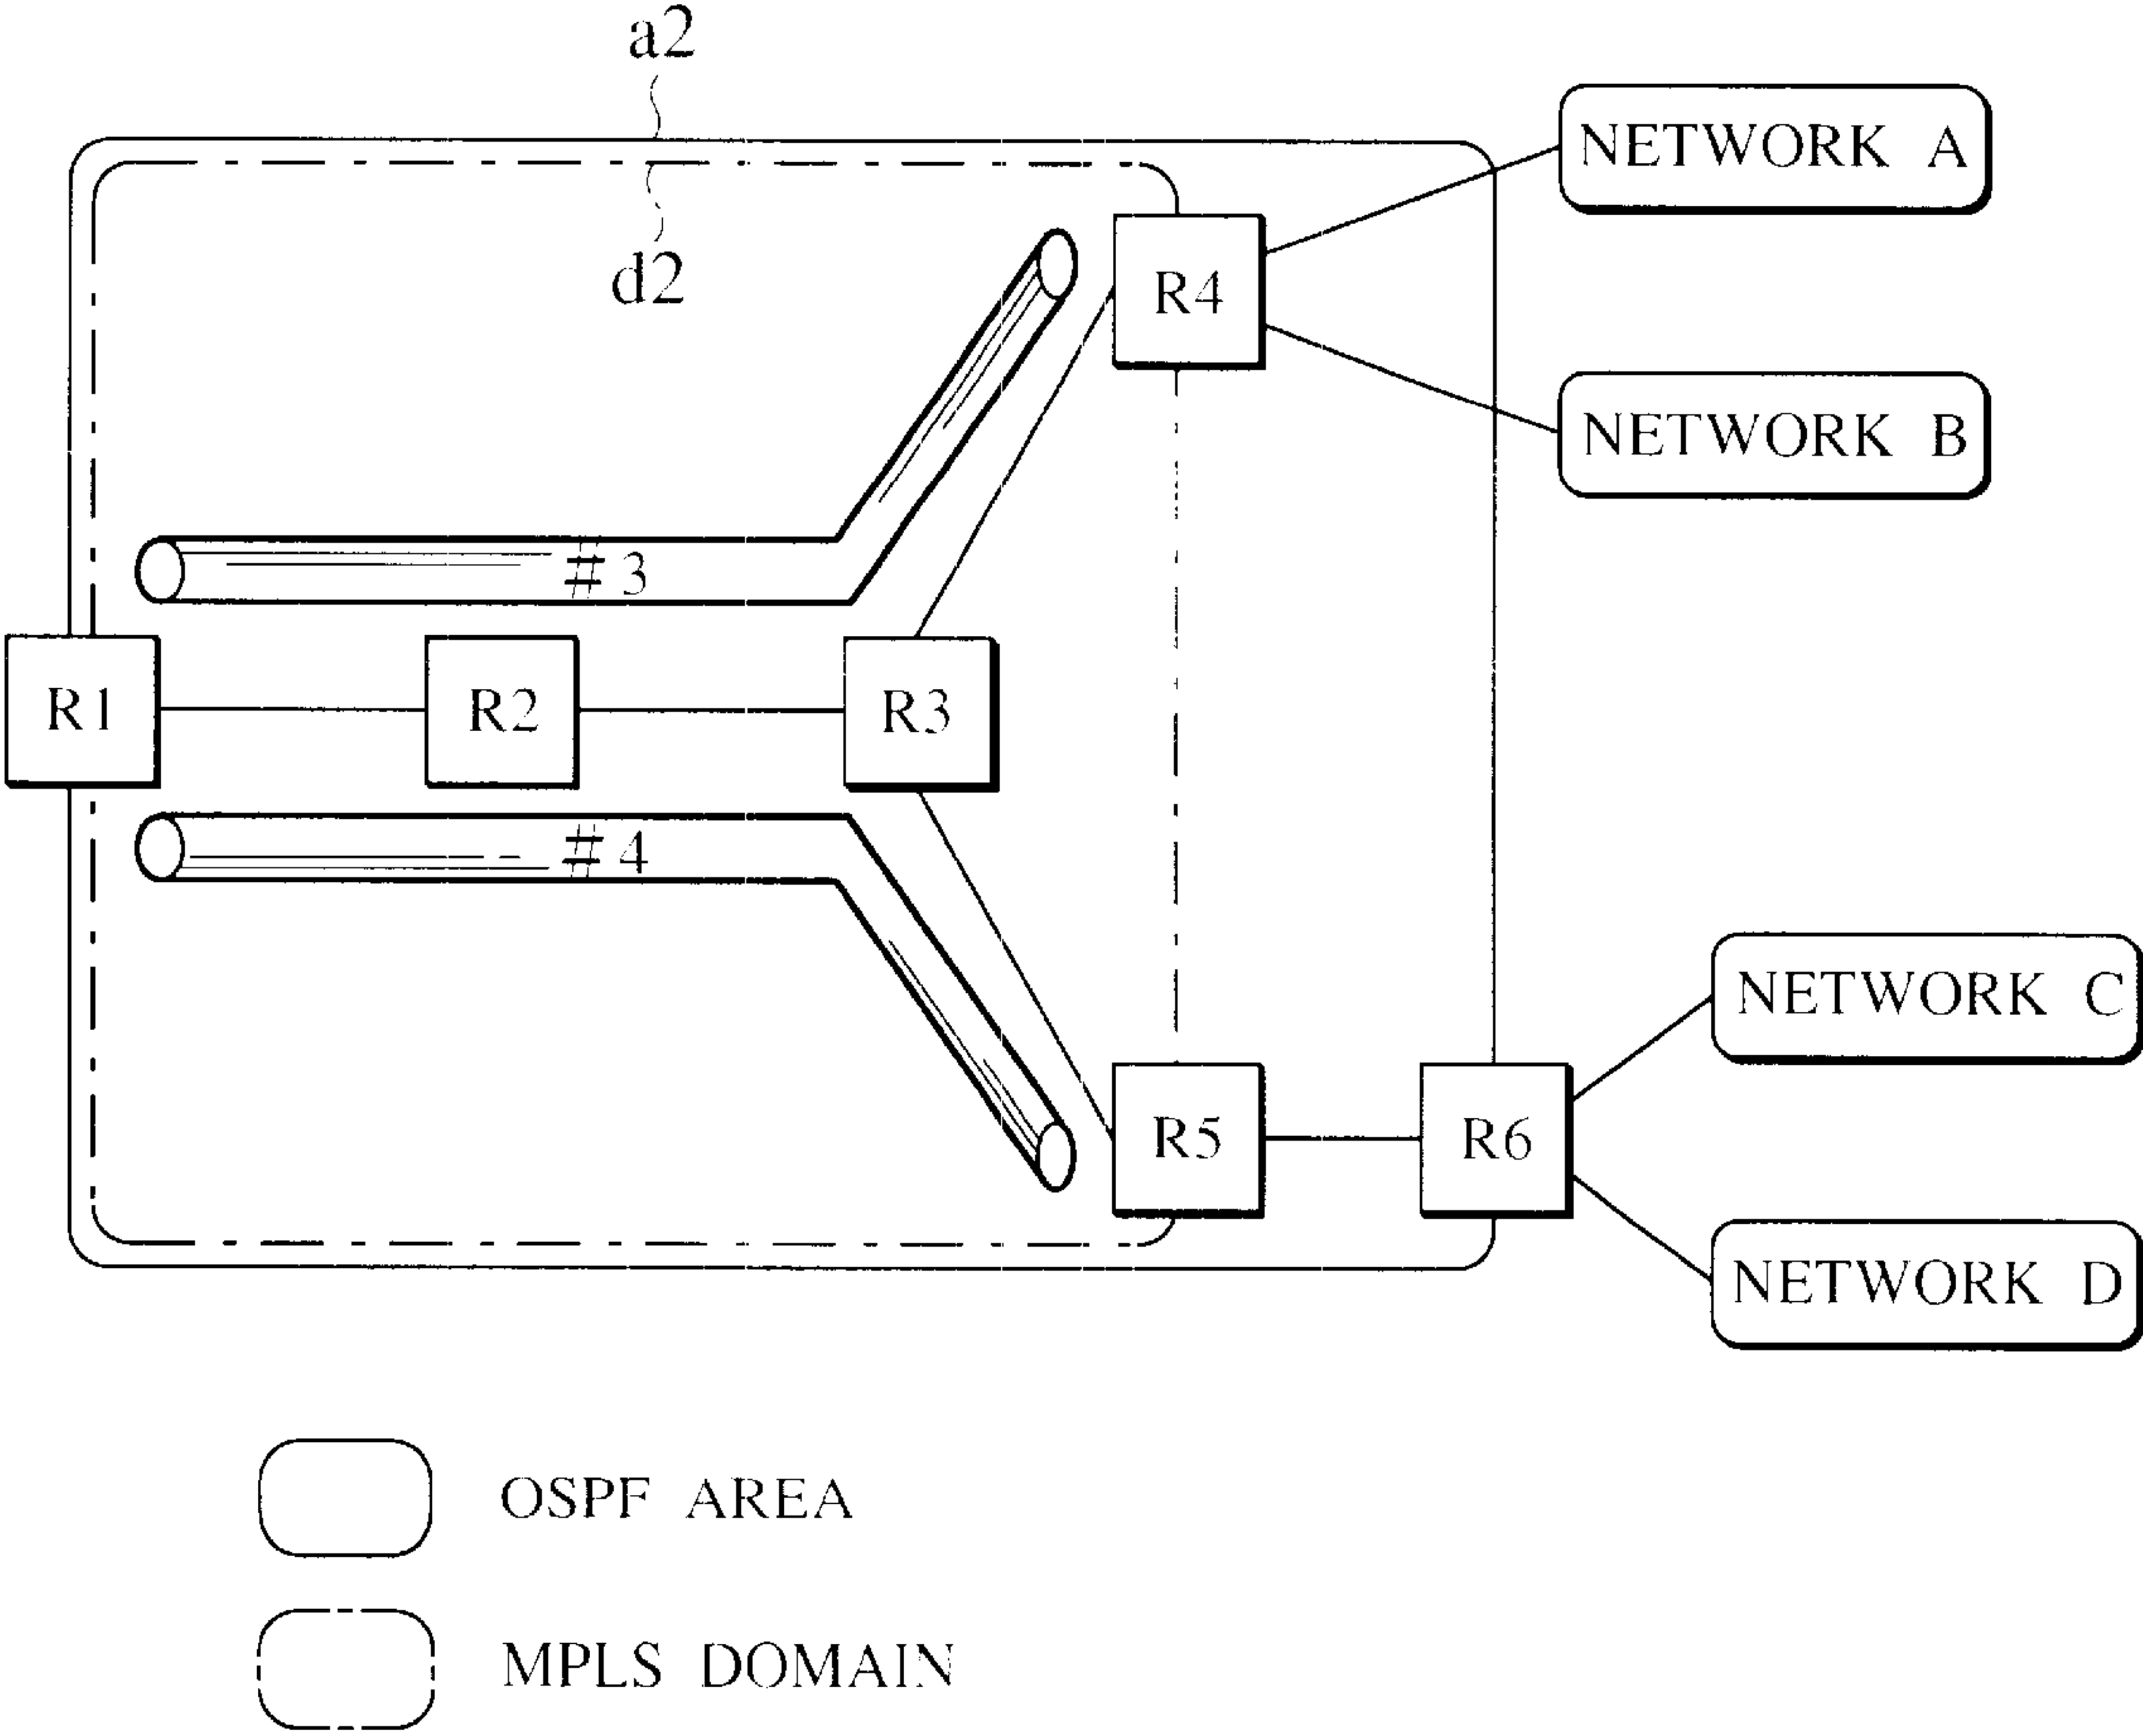 a2
NETWORK A
d2
R4
NETWORK B
# 3
R1
R2
R3
# 4
NETWORK C
R5
R6
NETWORK D
OSPF AREA
MPLS DOMAIN